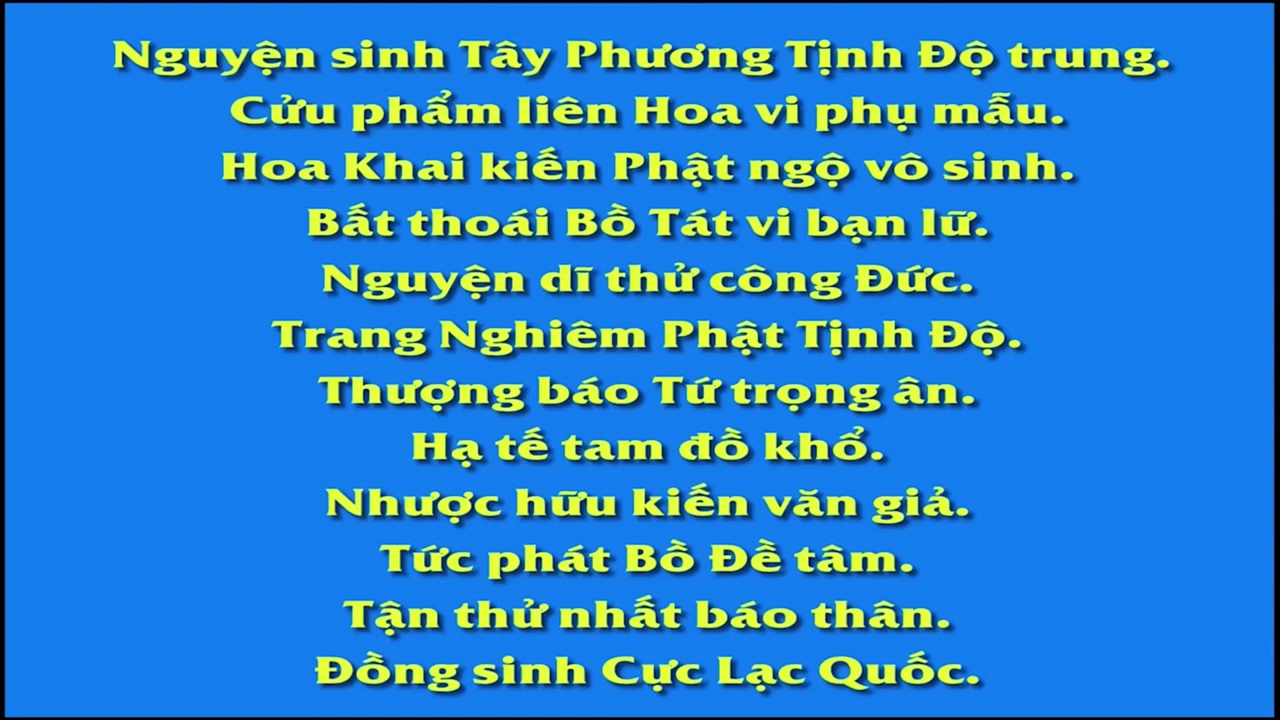 Nguyện sinh Tây Phương Tịnh Độ trung.
Cửu phẩm liên Hoa vi phụ mẫu.
Hoa Khai kiến Phật ngộ vô sinh.
Bất thoái Bồ Tát vi bạn lữ.
Nguyện dĩ thử công Đức.
Trang Nghiêm Phật Tịnh Độ.
Thượng báo Tứ trọng ân.
Hạ tế tam đồ khổ.
Nhược hữu kiến văn giả.
Tức phát Bồ Đề tâm.
Tận thử nhất báo thân.
Đồng sinh Cực Lạc Quốc.